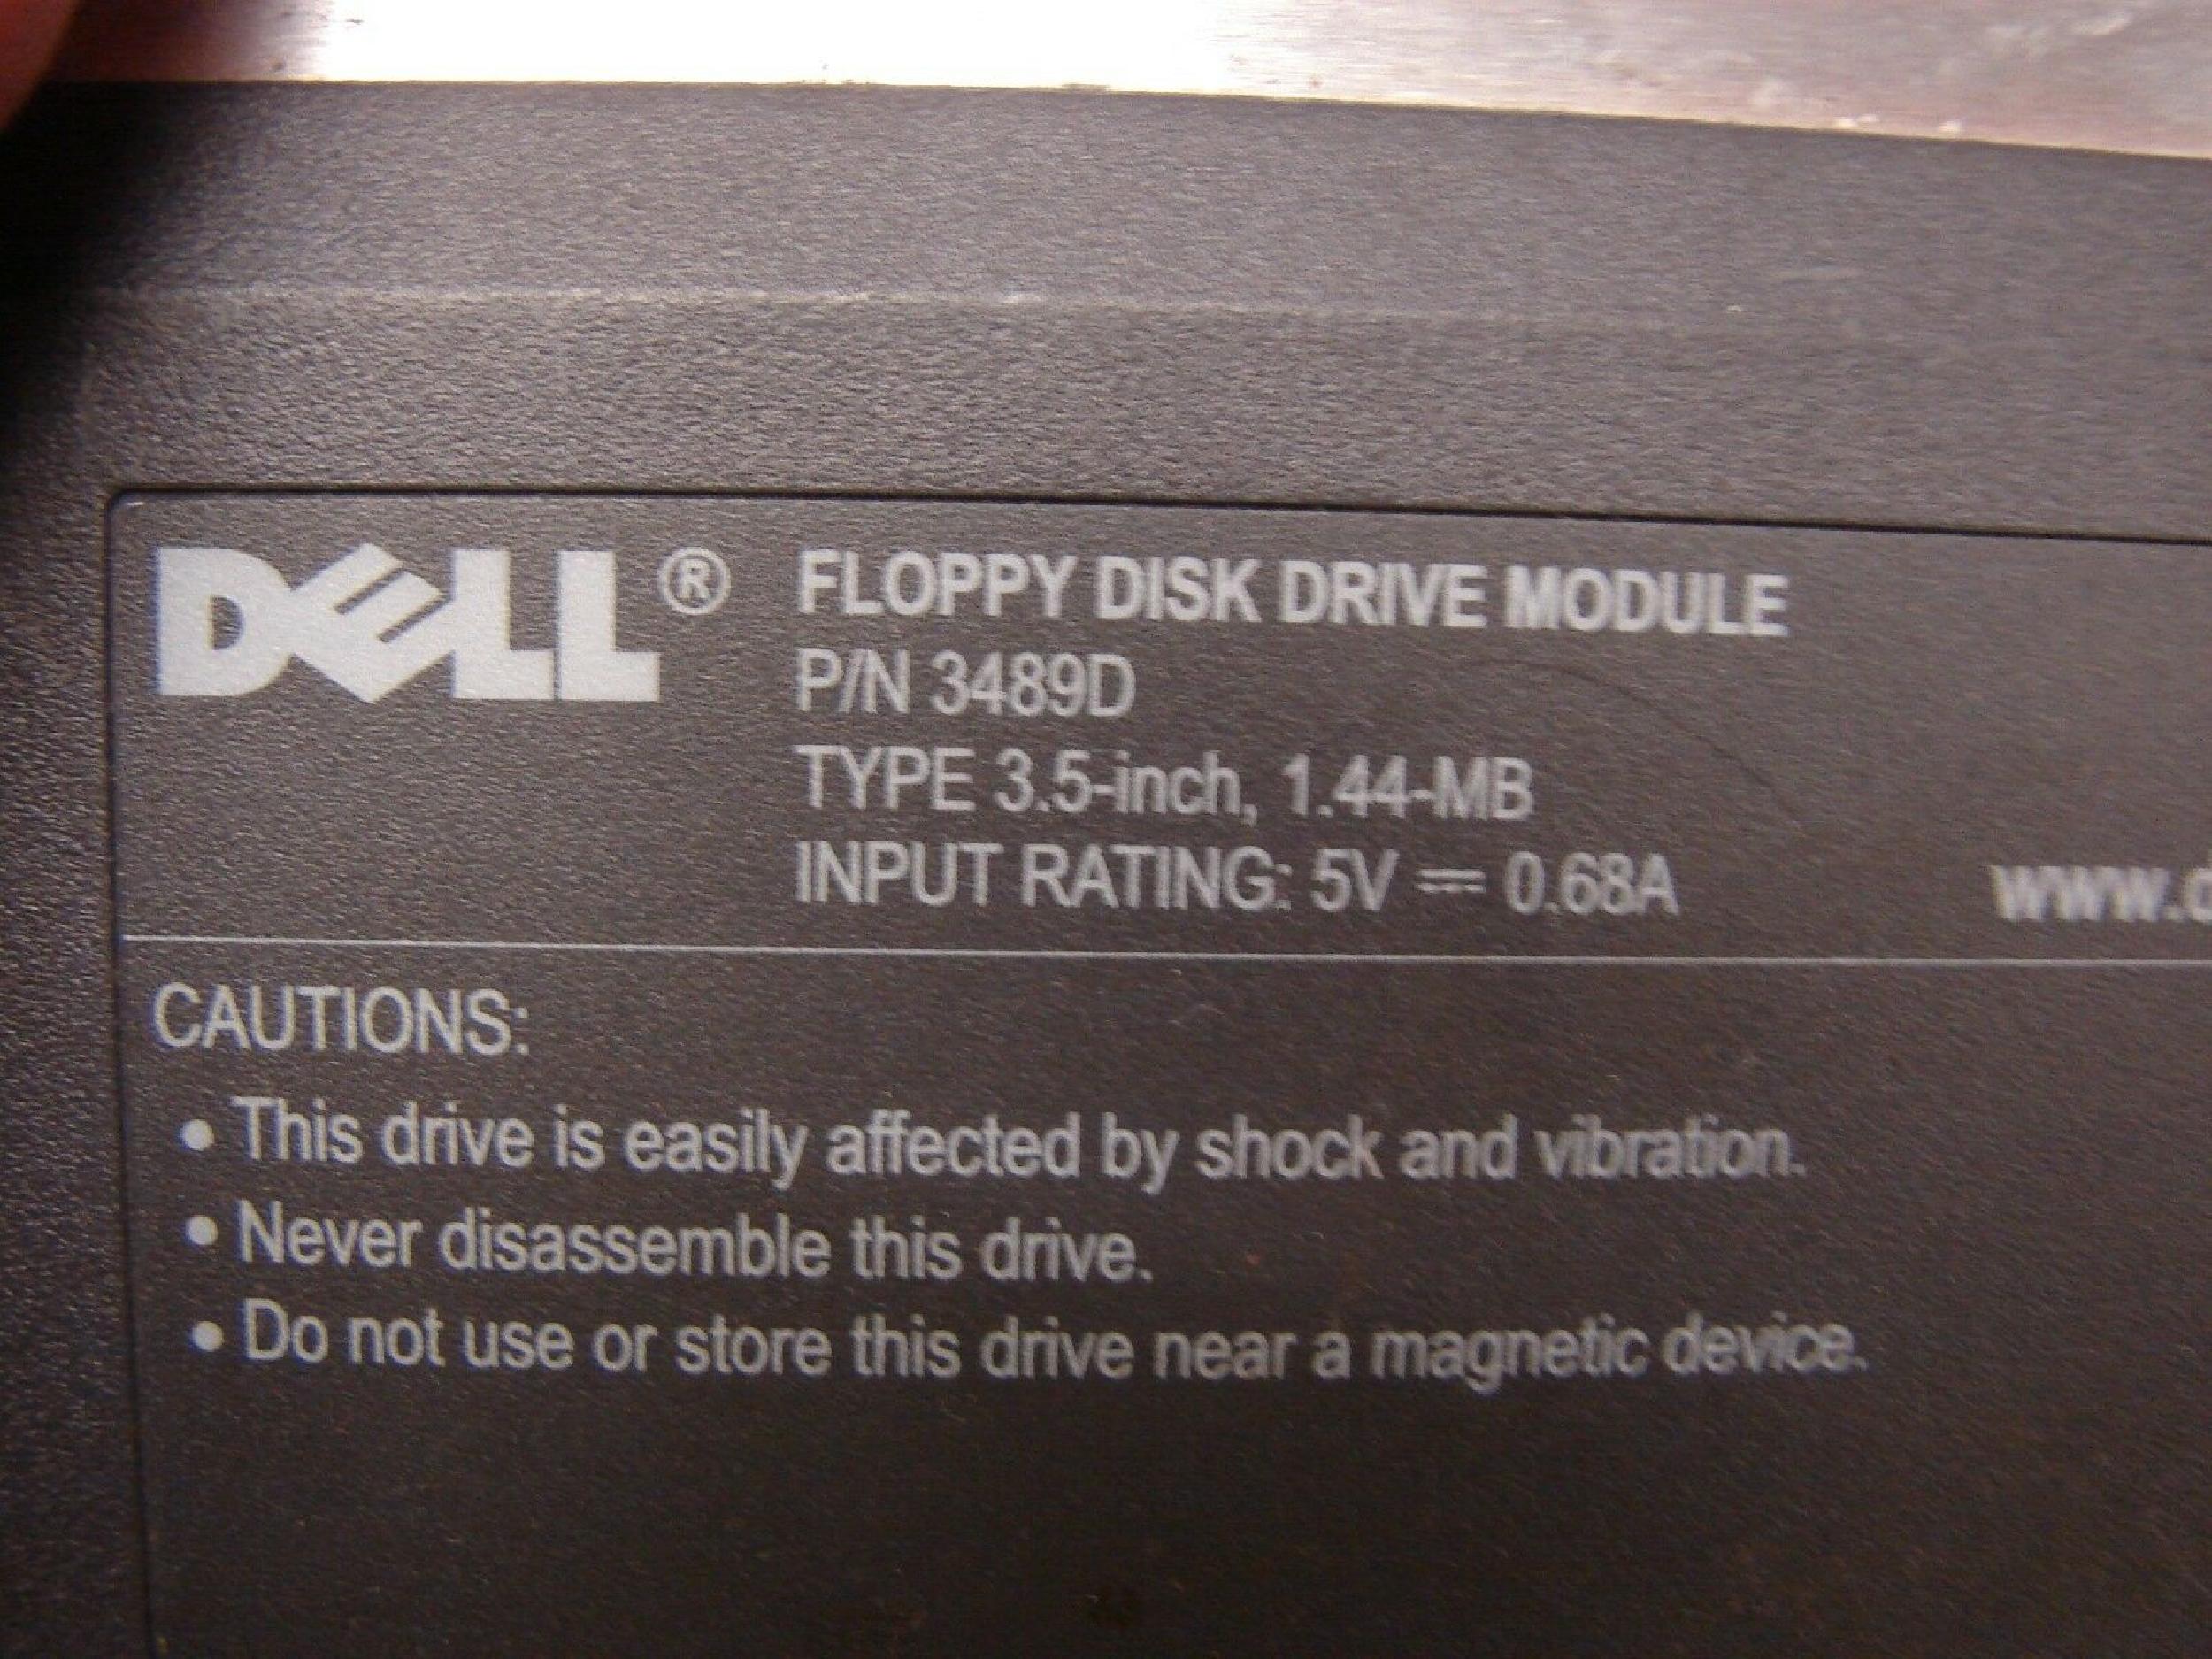 DELL® FLOPPY DISK DRIVE MODULE
P/N 3489D
TYPE 3.5-inch, 1.44-MB
INPUT RATING: 5V ⎓ 0.68A
CAUTIONS:
• This drive is easily affected by shock and vibration.
• Never disassemble this drive.
• Do not use or store this drive near a magnetic device.